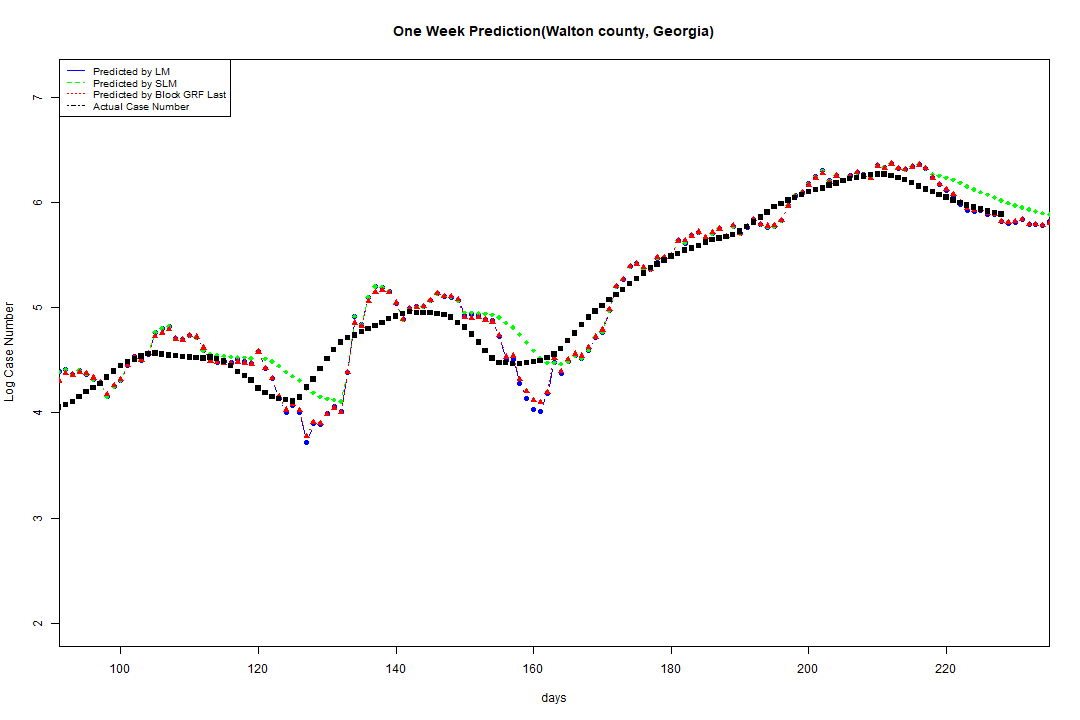 One Week Prediction(Walton county, Georgia)
Predicted by LM
Predicted by SLM
Predicted by Block GRF Last
Actual Case Number
7
6
5
4
3
2
Log Case Number
100 120 140 160 180 200 220
days